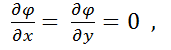 ∂φ/∂x = ∂φ/∂y = 0 ,